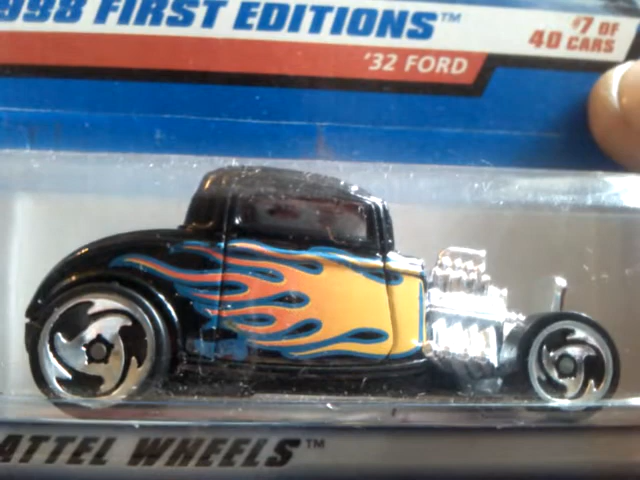 998 FIRST EDITIONS™
#7 OF
40 CARS
'32 FORD
ATTEL WHEELS™